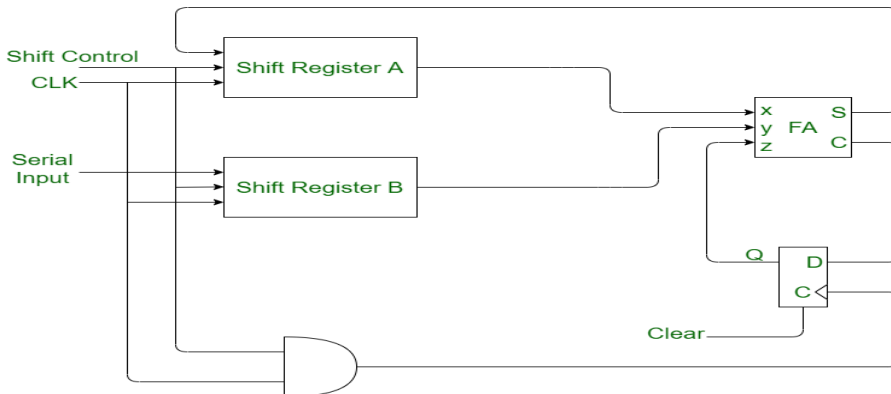 Shift Control
CLK
Shift Register A
x
y
z
FA
S
C
Serial
Input
Shift Register B
Q
D
C
Clear